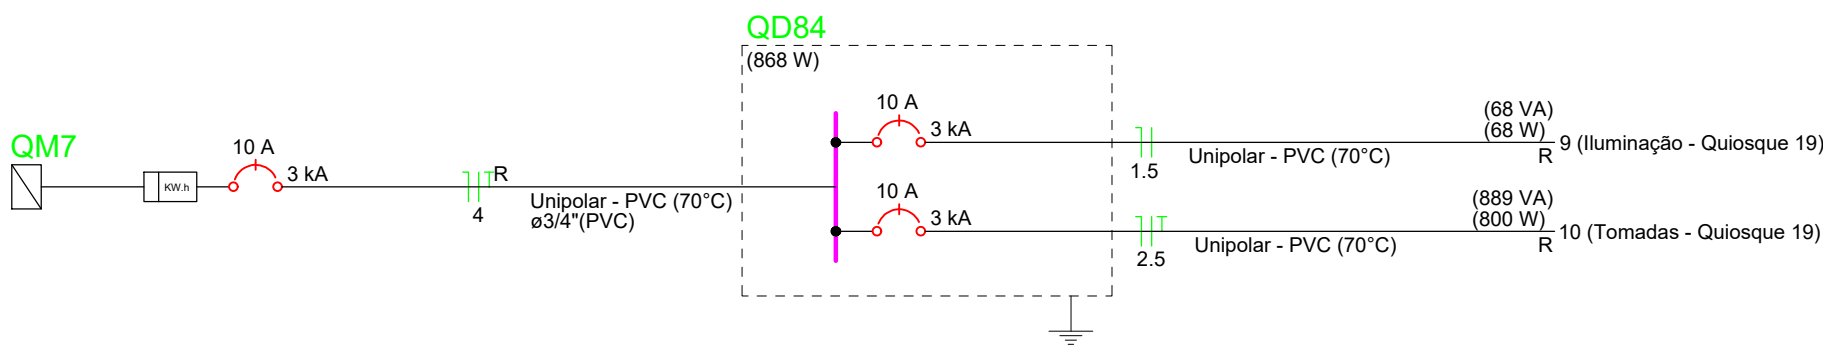 QD84
(868 W)
QM7
10 A
3 kA
KW.h
R
4
Unipolar - PVC (70°C)
ø3/4"(PVC)
10 A
3 kA
1.5
Unipolar - PVC (70°C)
(68 VA)
(68 W)
R
9 (Iluminação - Quiosque 19)
10 A
3 kA
2.5
Unipolar - PVC (70°C)
(889 VA)
(800 W)
R
10 (Tomadas - Quiosque 19)